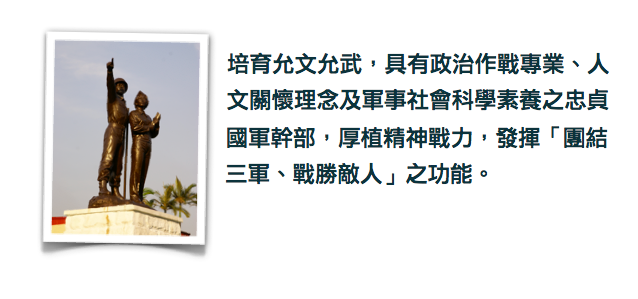 培育允文允武，具有政治作戰專業、人
文關懷理念及軍事社會科學素養之忠貞
國軍幹部，厚植精神戰力，發揮「團結
三軍、戰勝敵人」之功能。